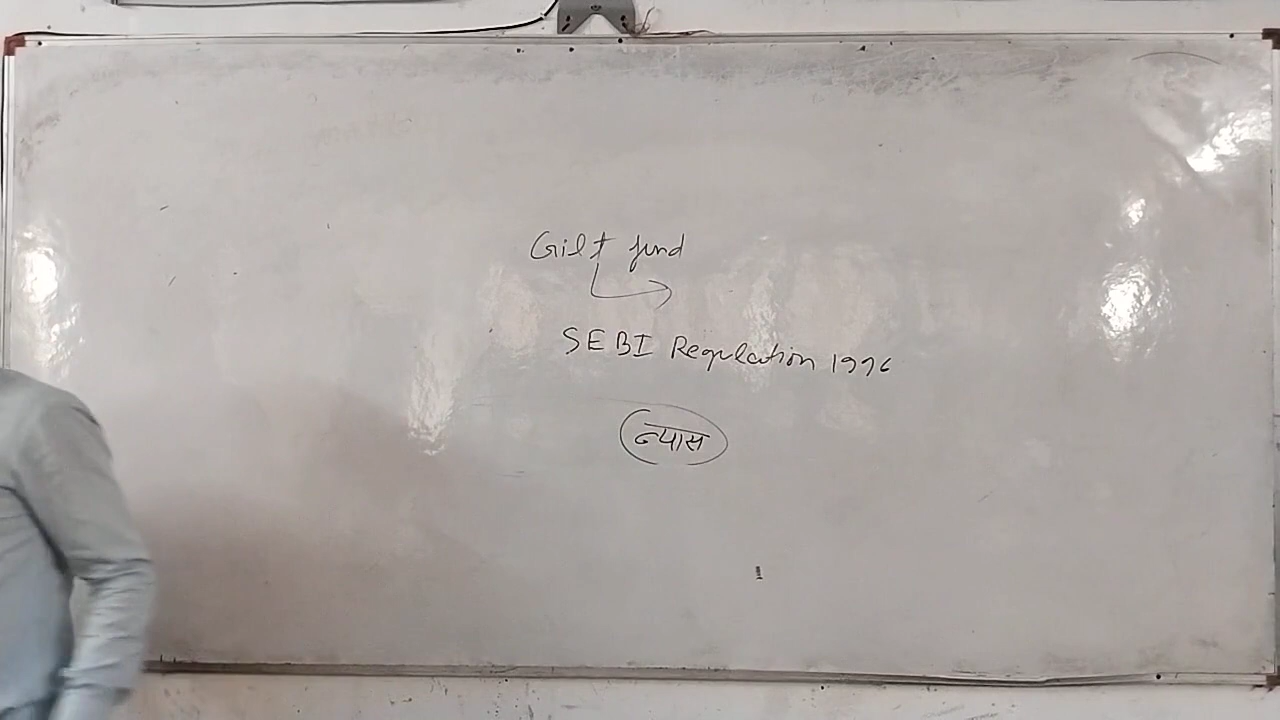 Gilt fund
SEBI Regulation 1996
न्यास